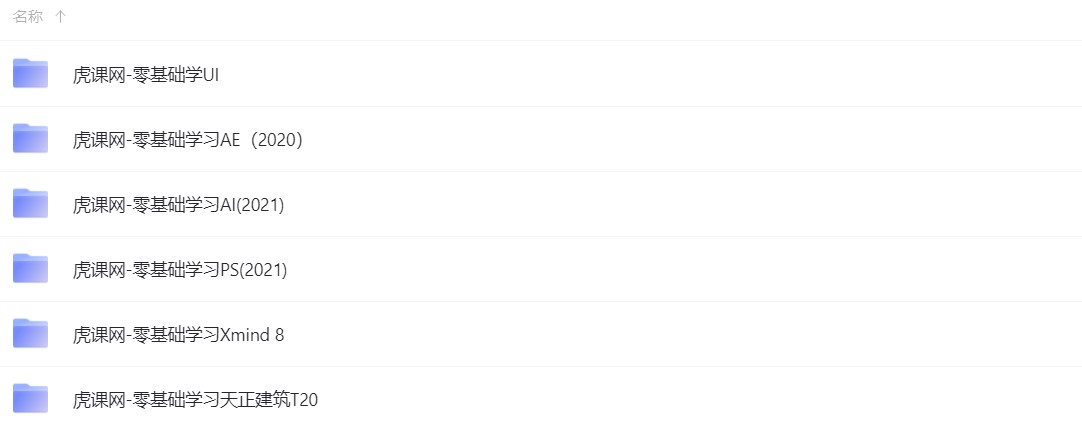 名称 ↑
虎课网-零基础学UI
虎课网-零基础学习AE（2020）
虎课网-零基础学习AI(2021)
虎课网-零基础学习PS(2021)
虎课网-零基础学习Xmind 8
虎课网-零基础学习天正建筑T20